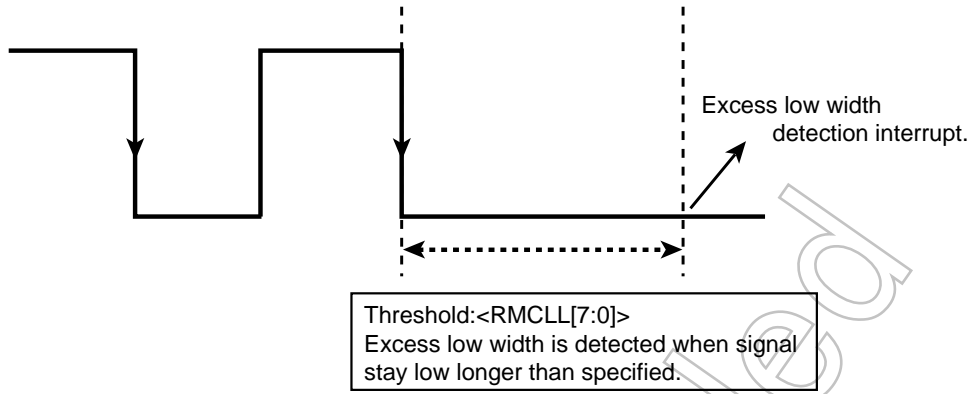 Excess low width
detection interrupt.
Threshold:<RMCLL[7:0]>
Excess low width is detected when signal
stay low longer than specified.
led